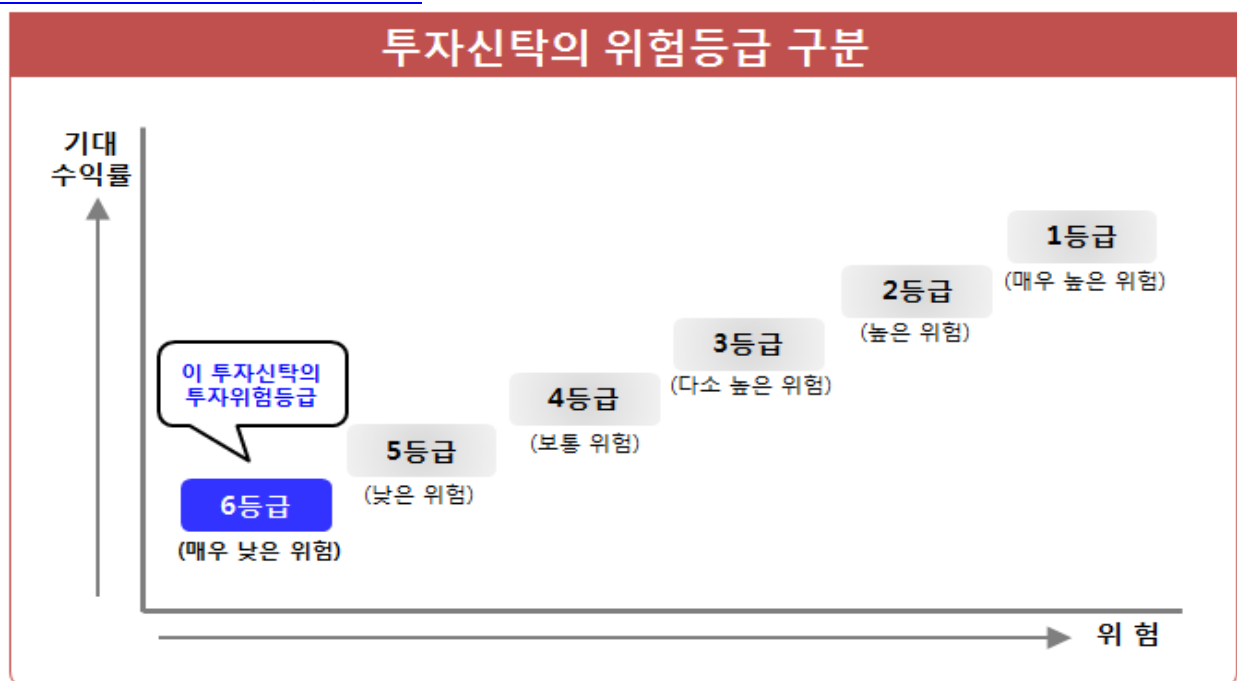 투자신탁의 위험등급 구분
기대
수익률
1등급
(매우 높은 위험)
2등급
(높은 위험)
3등급
(다소 높은 위험)
이 투자신탁의
투자위험등급
4등급
(보통 위험)
5등급
(낮은 위험)
6등급
(매우 낮은 위험)
위 험